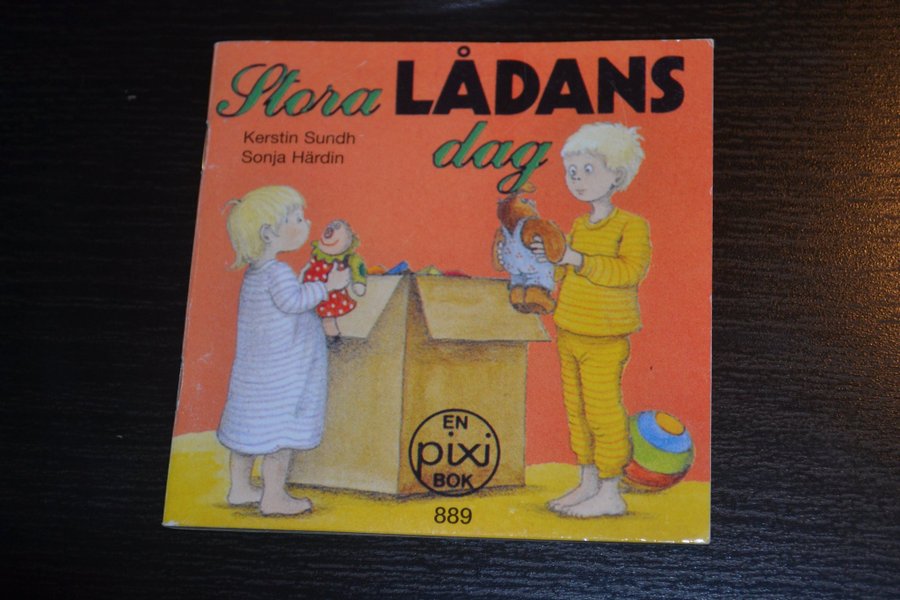 Stora LÅDANS
dag
Kerstin Sundh
Sonja Härdin
EN
pixi
BOK
889